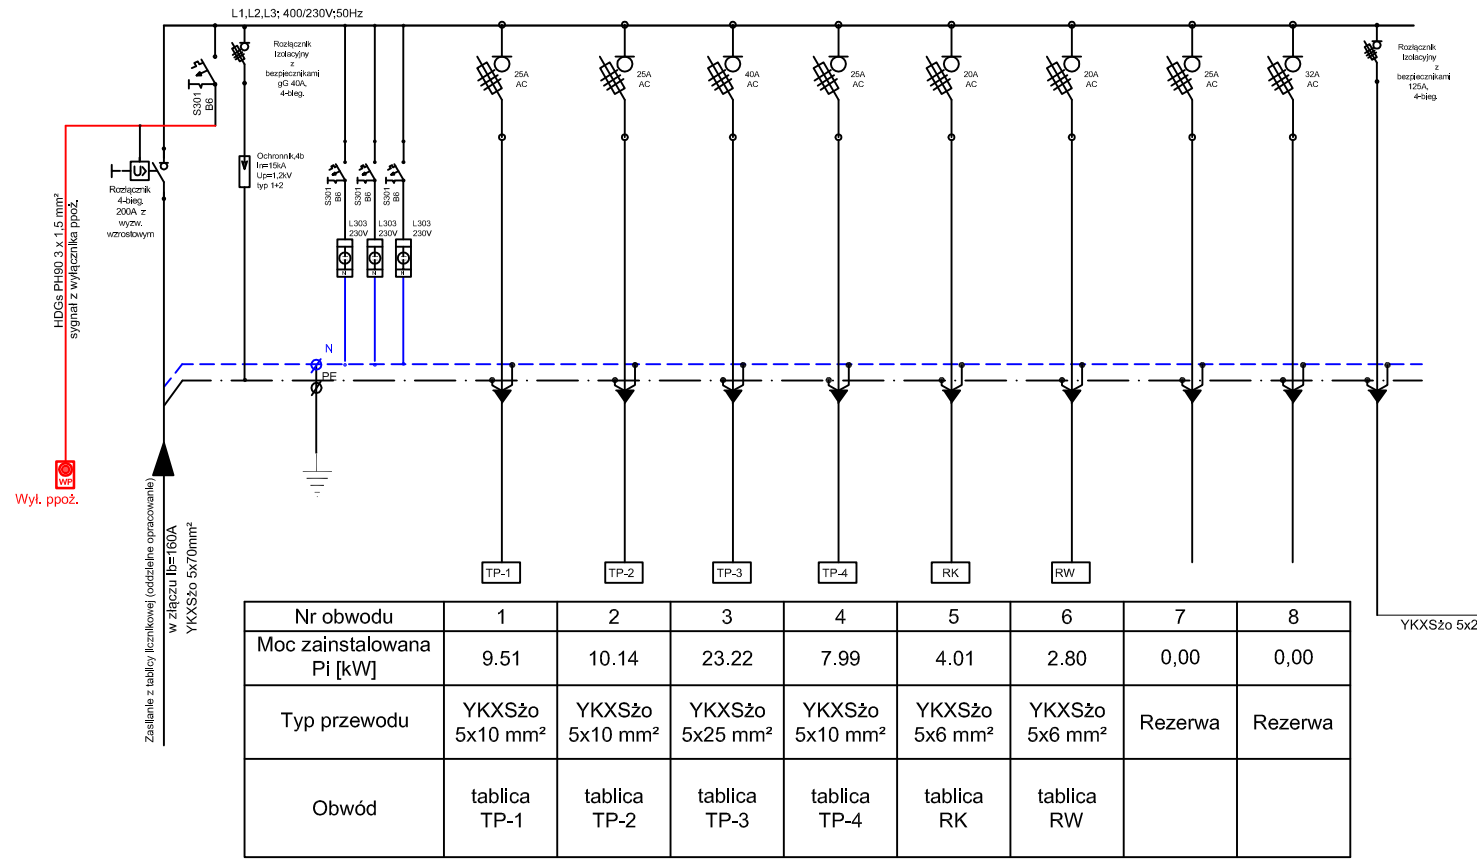 L1,L2,L3; 400/230V;50Hz
S301
B6
Rozłącznik
Izolacyjny
z
bezpiecznikami
gG 40A,
4-bieg.
25A
AC
25A
AC
40A
AC
25A
AC
20A
AC
20A
AC
25A
AC
32A
AC
Rozłącznik
Izolacyjny
z
bezpiecznikami
125A,
4-bieg.
U>
Rozłącznik
4-bieg.
200A z
wyzw.
wzrostowym
Ochronnik,4b
In=15kA
Up=1,2kV
typ 1+2
S301
B6
S301
B6
S301
B6
L303
230V
L303
230V
L303
230V
N
N
N
HDGs PH90 3 x 1.5 mm²
sygnał z wyłącznika ppoż.
N
PE
WP
Wył. ppoż.
Zasilanie z tablicy licznikowej (oddzielne opracowanie)
w złączu Ib=160A
YKXSżo 5x70mm²
TP-1
TP-2
TP-3
TP-4
RK
RW
YKXSżo 5x2
Nr obwodu 1 2 3 4 5 6 7 8
Moc zainstalowana
Pi [kW] 9.51 10.14 23.22 7.99 4.01 2.80 0,00 0,00
Typ przewodu YKXSżo YKXSżo YKXSżo YKXSżo YKXSżo YKXSżo Rezerwa Rezerwa
5x10 mm² 5x10 mm² 5x25 mm² 5x10 mm² 5x6 mm² 5x6 mm²
Obwód tablica tablica tablica tablica tablica tablica
TP-1 TP-2 TP-3 TP-4 RK RW